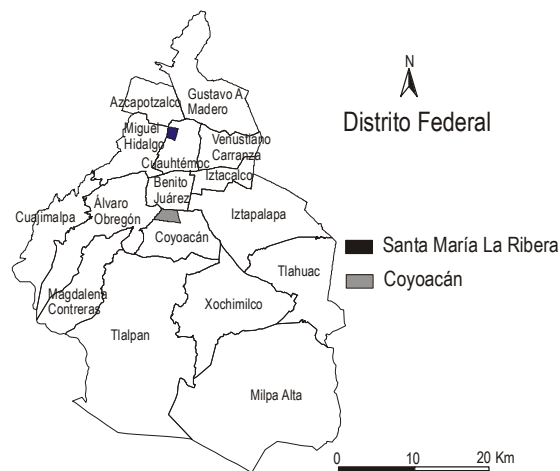 N
Distrito Federal
Gustavo A.
Madero
Azcapotzalco
Miguel
Hidalgo
Venustiano
Carranza
Cuauhtémoc
Iztacalco
Benito
Juárez
Álvaro
Obregón
Cuajimalpa
Iztapalapa
Coyoacán
Santa María La Ribera
Coyoacán
Tlahuac
Magdalena
Contreras
Xochimilco
Tlalpan
Milpa Alta
0 10 20 Km